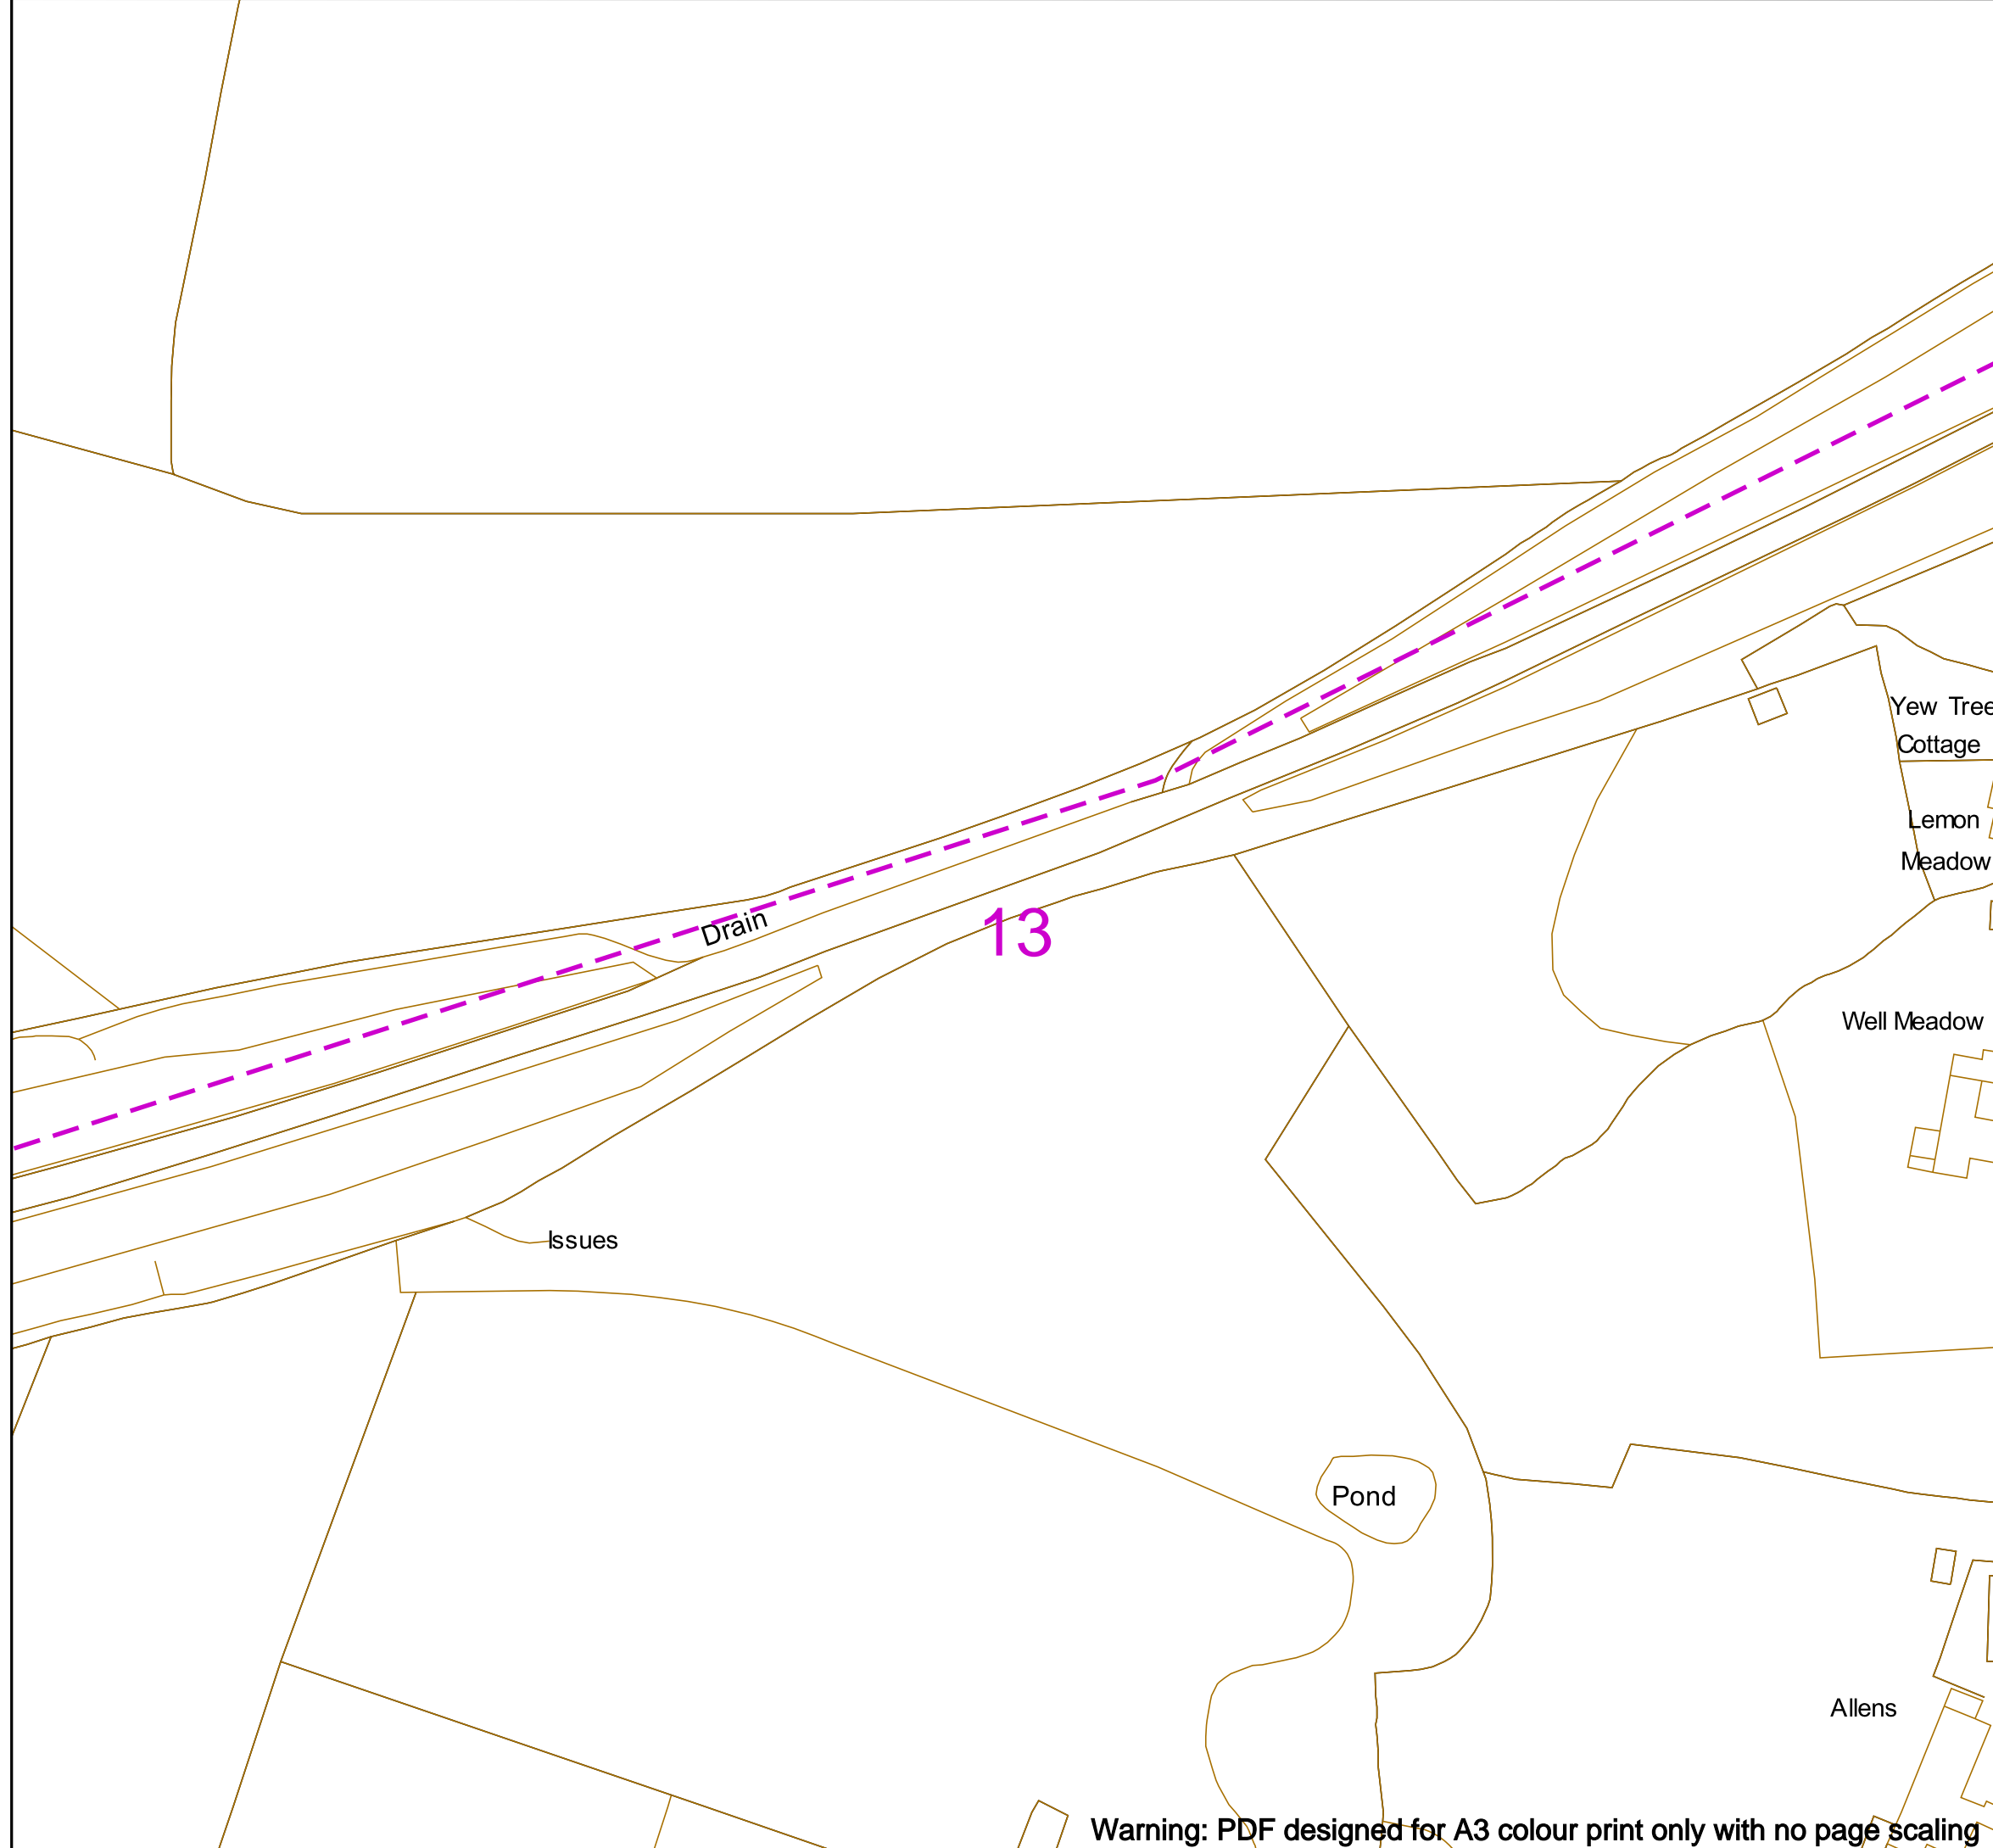 Yew Tree
Cottage
Lemon
Meadow
Drain
13
Well Meadow
Issues
Pond
Allens
Warning: PDF designed for A3 colour print only with no page scaling